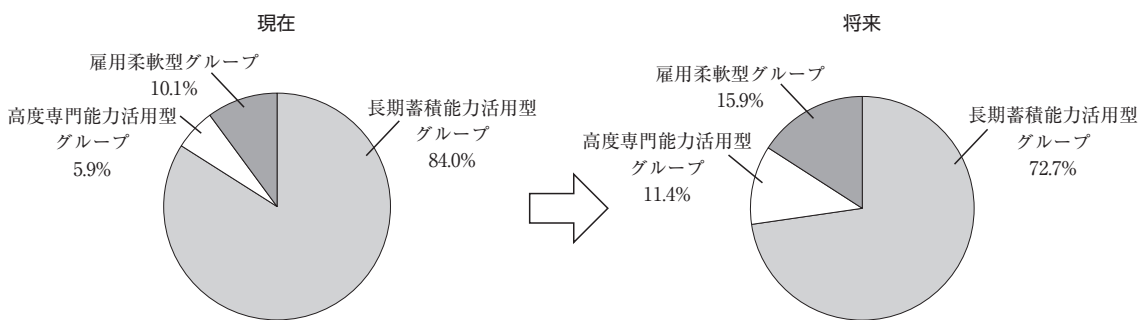 現在
雇用柔軟型グループ
10.1%
高度専門能力活用型
グループ
5.9%
長期蓄積能力活用型
グループ
84.0%
将来
雇用柔軟型グループ
15.9%
高度専門能力活用型
グループ
11.4%
長期蓄積能力活用型
グループ
72.7%